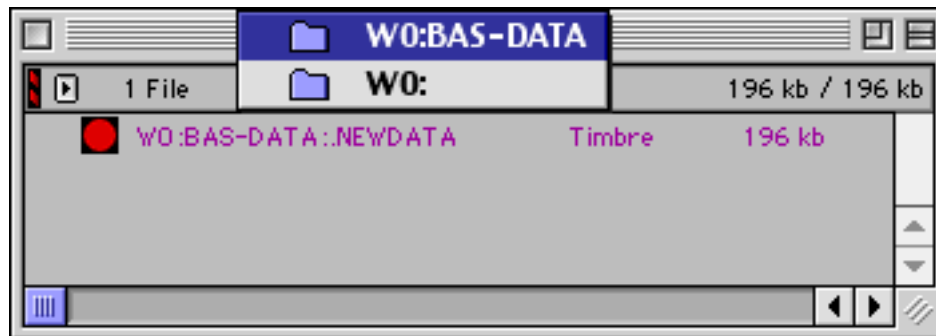 W0:BAS-DATA
W0:
1 File 196 kb / 196 kb
W0:BAS-DATA:.NEWDATA Timbre 196 kb